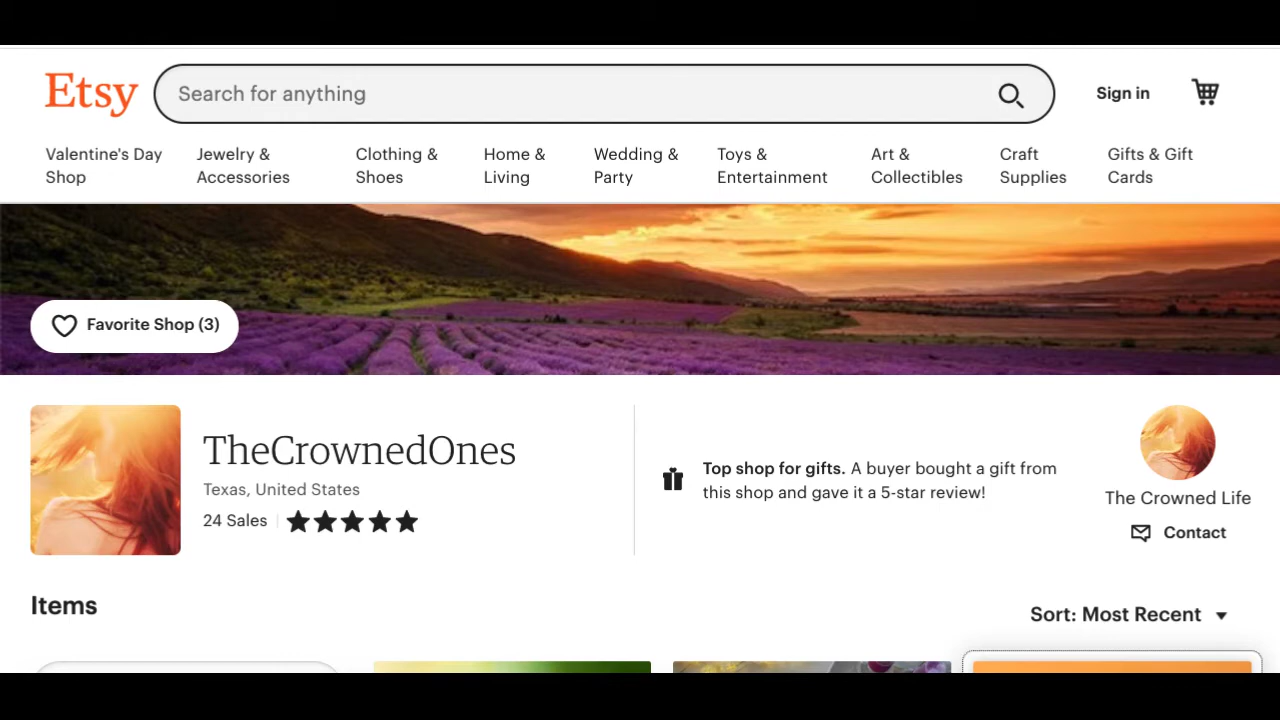 Etsy
Search for anything
Sign in
Valentine's Day
Shop
Jewelry &
Accessories
Clothing &
Shoes
Home &
Living
Wedding &
Party
Toys &
Entertainment
Art &
Collectibles
Craft
Supplies
Gifts & Gift
Cards
Favorite Shop (3)
TheCrownedOnes
Texas, United States
24 Sales
Top shop for gifts. A buyer bought a gift from
this shop and gave it a 5-star review!
The Crowned Life
Contact
Items
Sort: Most Recent